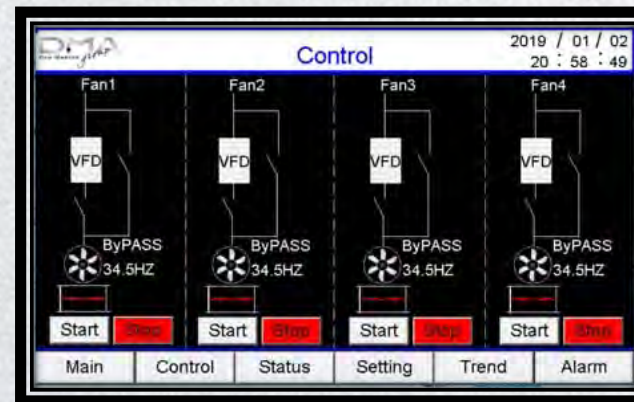 Control
2019 / 01 / 02
20 : 58 : 49
Fan1 Fan2 Fan3 Fan4
VFD VFD VFD VFD
ByPASS ByPASS ByPASS ByPASS
34.5HZ 34.5HZ 34.5HZ 34.5HZ
Start Stop Start Stop Start Stop Start Stop
Main Control Status Setting Trend Alarm